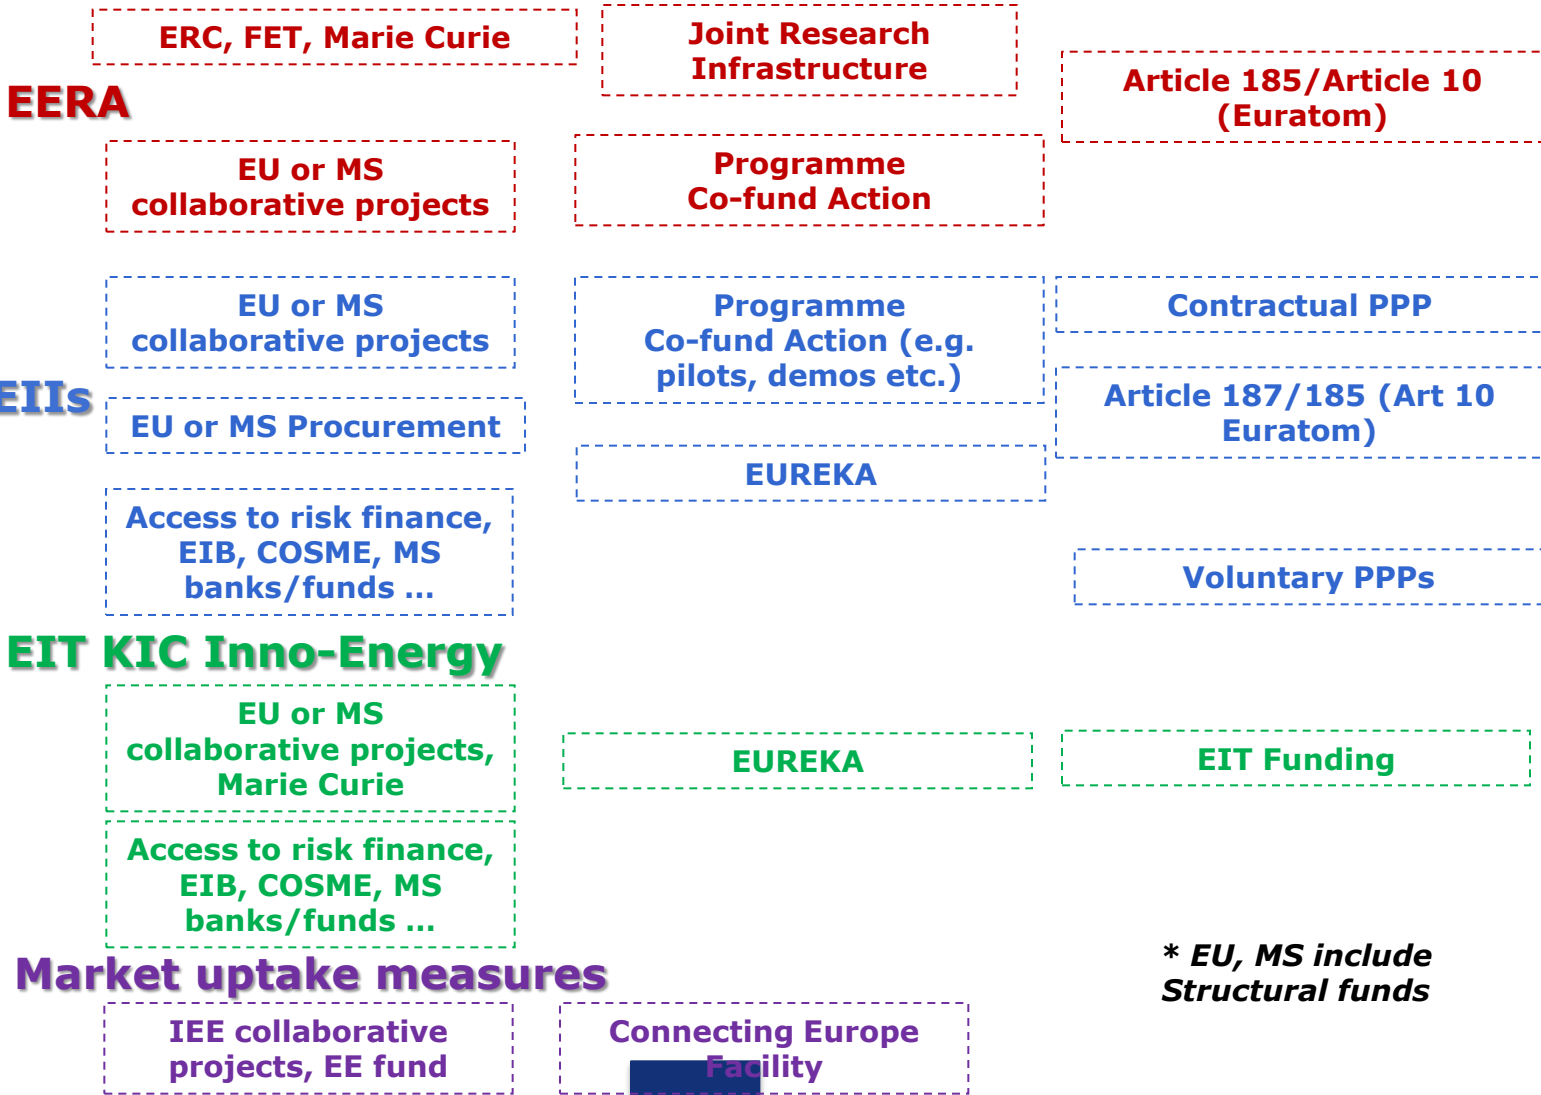 ERC, FET, Marie Curie
Joint Research
Infrastructure
Article 185/Article 10
(Euratom)
EERA
EU or MS
collaborative projects
Programme
Co-fund Action
EU or MS
collaborative projects
Programme
Co-fund Action (e.g.
pilots, demos etc.)
Contractual PPP
EIIs
EU or MS Procurement
Article 187/185 (Art 10
Euratom)
EUREKA
Access to risk finance,
EIB, COSME, MS
banks/funds ...
Voluntary PPPs
EIT KIC Inno-Energy
EU or MS
collaborative projects,
Marie Curie
EUREKA
EIT Funding
Access to risk finance,
EIB, COSME, MS
banks/funds ...
* EU, MS include
Structural funds
Market uptake measures
IEE collaborative
projects, EE fund
Connecting Europe
Facility